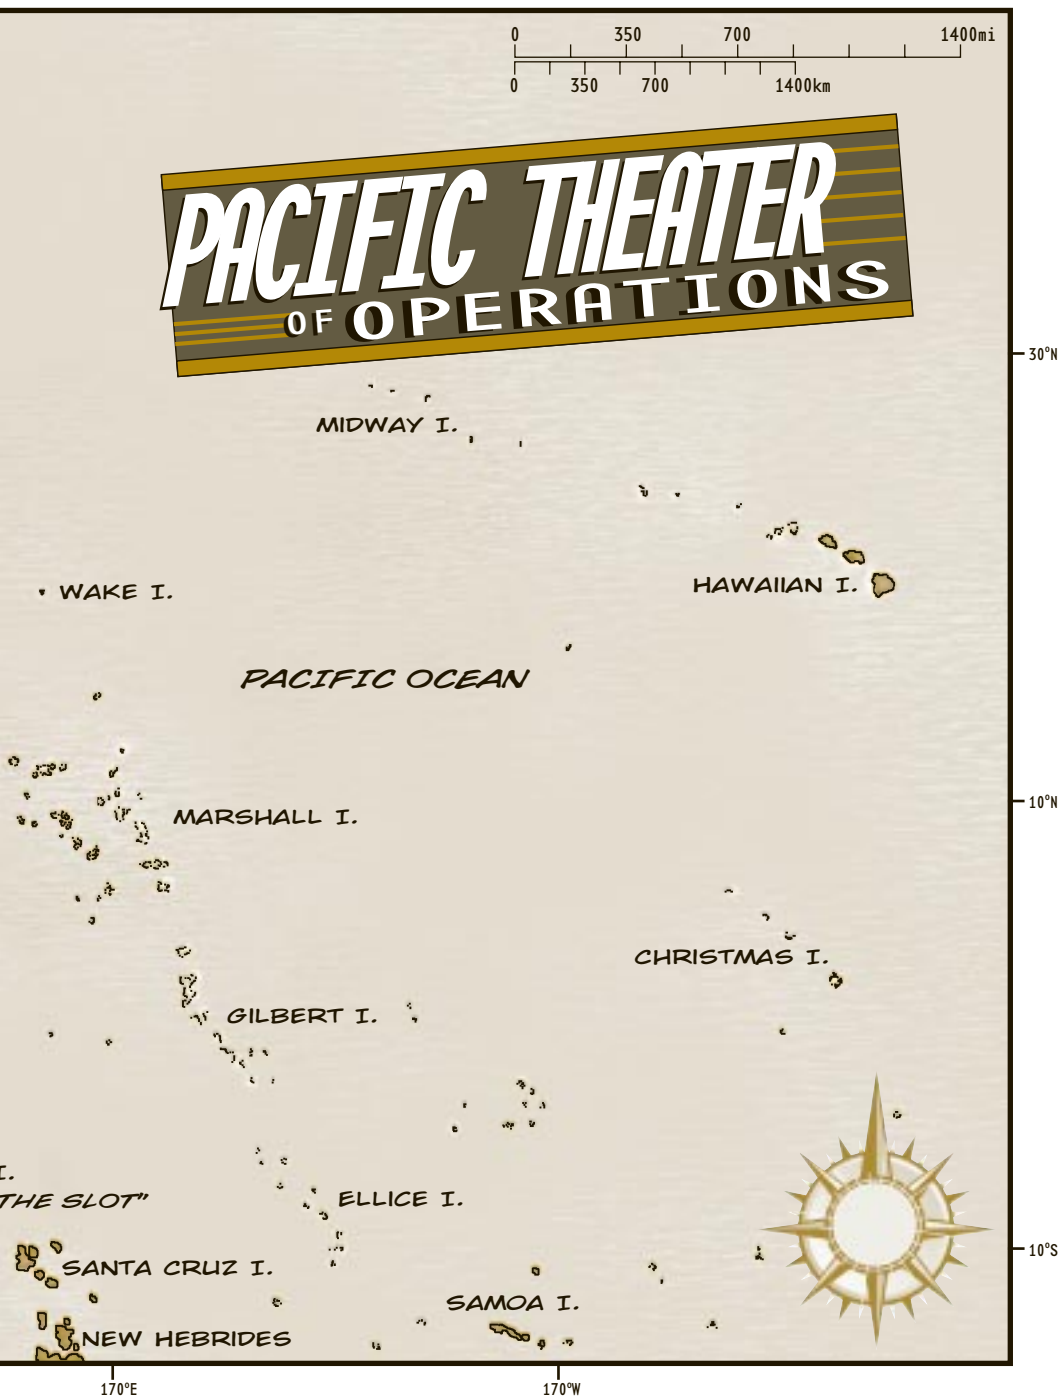 0 350 700 1400mi
0 350 700 1400km
PACIFIC THEATER
OF OPERATIONS
30°N
MIDWAY I.
HAWAIIAN I.
WAKE I.
PACIFIC OCEAN
10°N
MARSHALL I.
CHRISTMAS I.
GILBERT I.
I.
THE SLOT"
ELLICE I.
10°S
SANTA CRUZ I.
SAMOA I.
NEW HEBRIDES
170°E 170°W